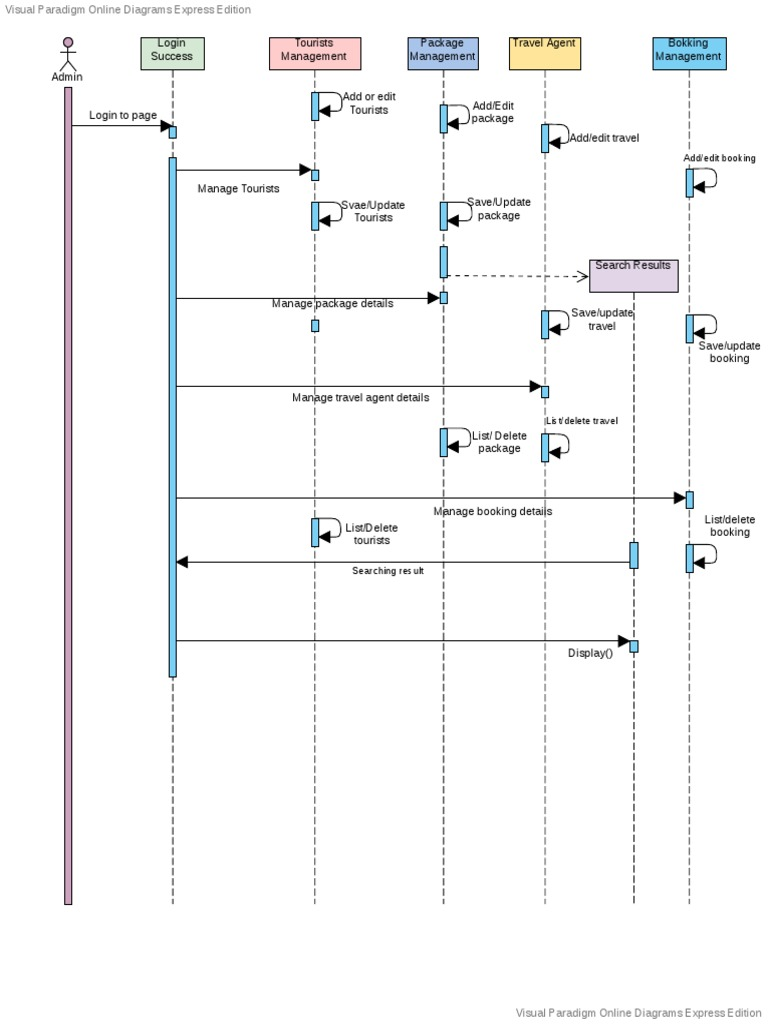 Visual Paradigm Online Diagrams Express Edition
Login
Success
Tourists
Management
Package
Management
Travel Agent
Bokking
Management
Admin
Add or edit
Tourists
Add/Edit
package
Login to page
Add/edit travel
Add/edit booking
Manage Tourists
Svae/Update
Tourists
Save/Update
package
Search Results
Manage package details
Save/update
travel
Save/update
booking
Manage travel agent details
List/delete travel
List/ Delete
package
Manage booking details
List/delete
booking
List/Delete
tourists
Searching result
Display()
Visual Paradigm Online Diagrams Express Edition